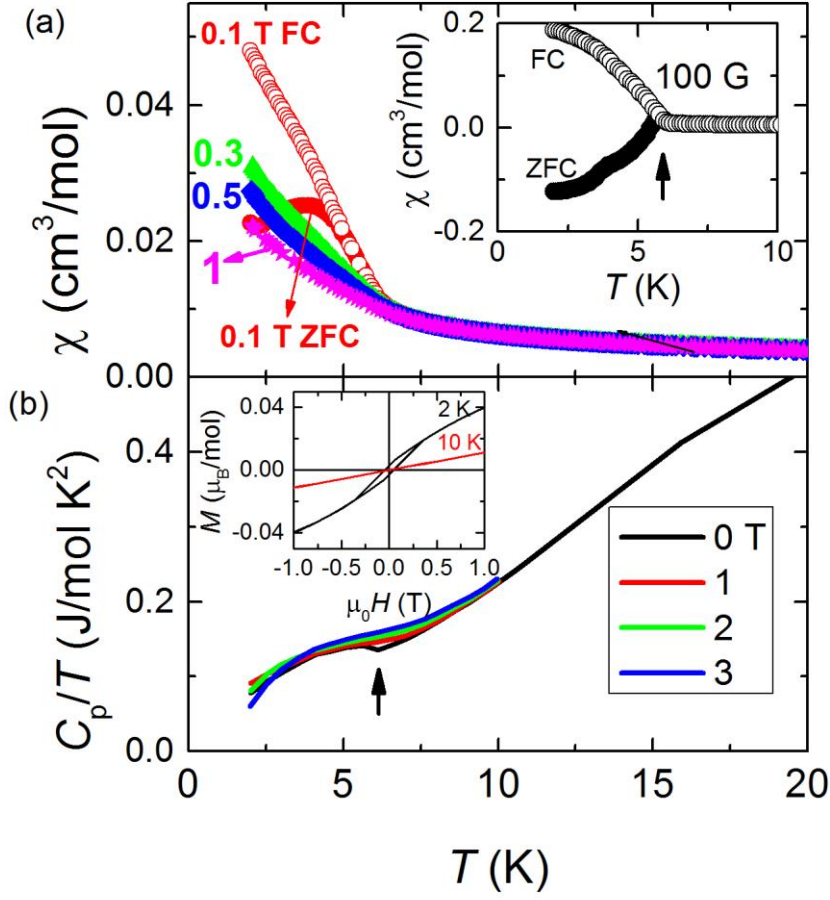 (a)
0.1 T FC
0.3
0.5
1
0.1 T ZFC
χ (cm³/mol)
0.04
0.02
0.00
χ (cm³/mol)
0.2
0.0
-0.2
FC
ZFC
100 G
0
5
10
T (K)
(b)
C_p/T (J/mol K²)
0.4
0.2
0.0
M (μ_B/mol)
0.04
0.00
-0.04
2 K
10 K
-1.0 -0.5 0.0 0.5 1.0
μ₀H (T)
0 T
1
2
3
0 5 10 15 20
T (K)